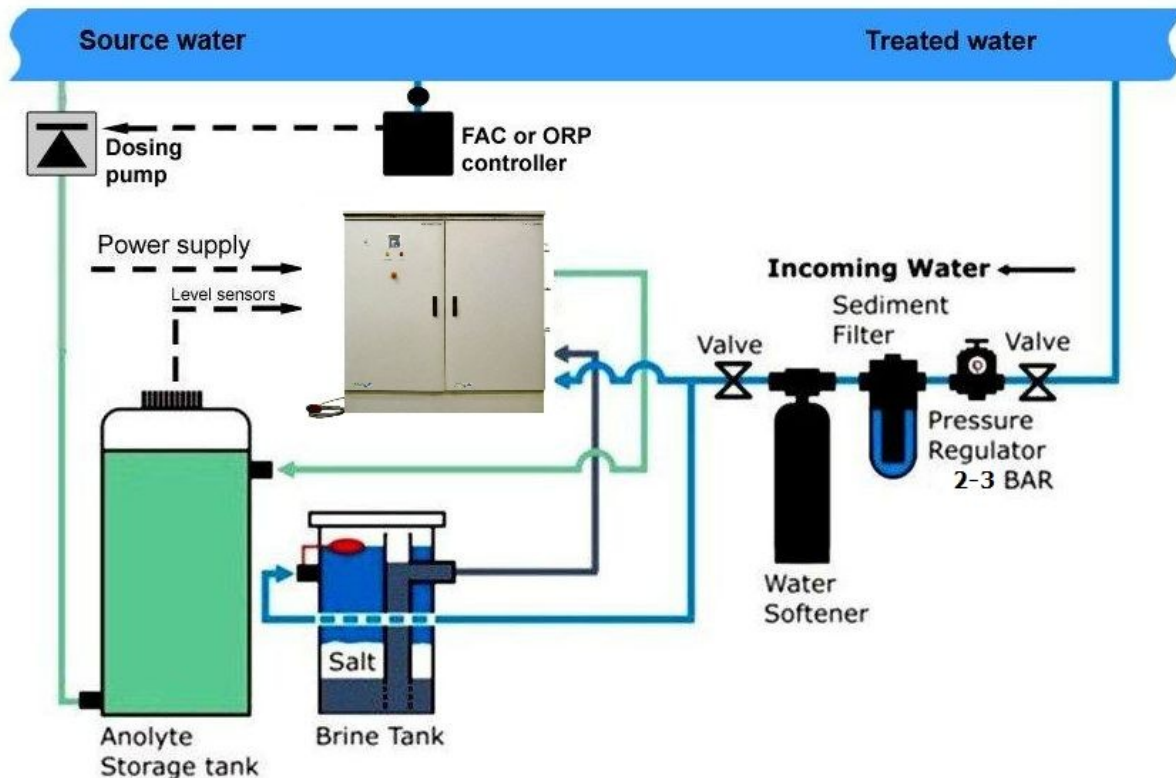 Source water
Treated water
Dosing
pump
FAC or ORP
controller
Power supply
Level sensors
Incoming Water
Sediment
Filter
Valve
Valve
Pressure
Regulator
2-3 BAR
Water
Softener
Salt
Brine Tank
Anolyte
Storage tank